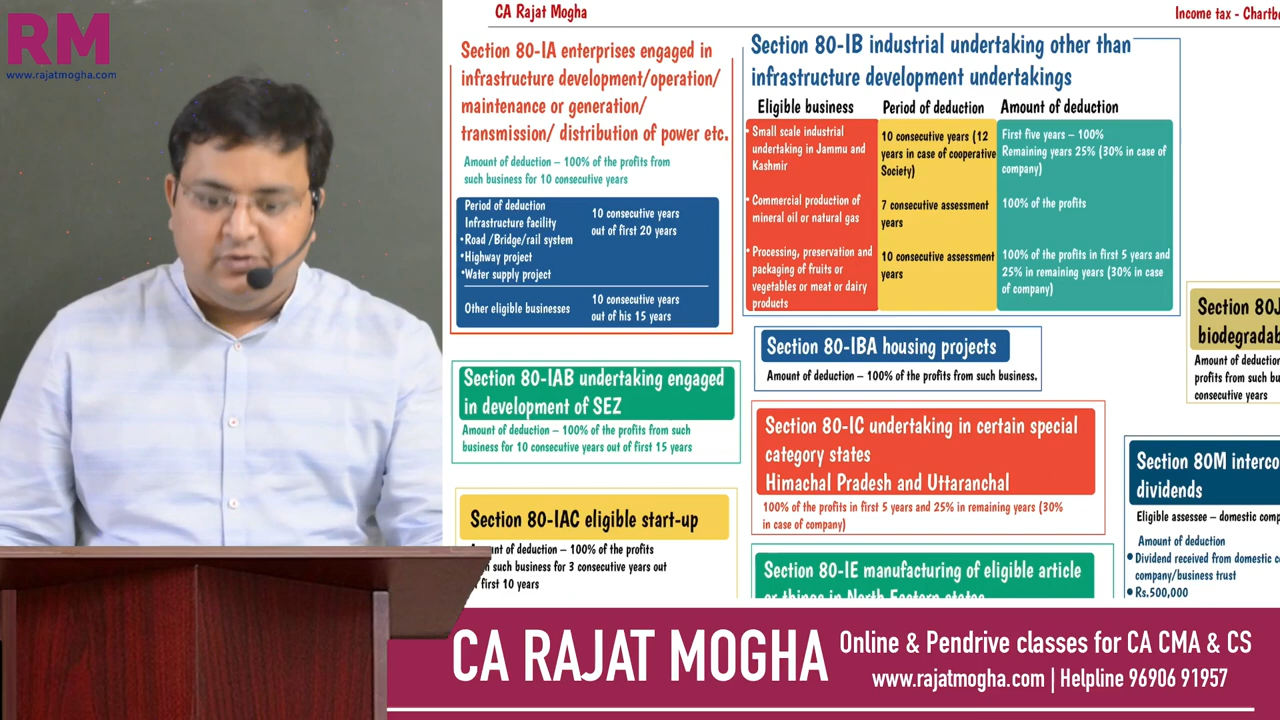 RM
www.rajatmogha.com
CA Rajat Mogha
Income tax - Chartb
Section 80-IA enterprises engaged in
infrastructure development/operation/
maintenance or generation/
transmission/ distribution of power etc.
Amount of deduction – 100% of the profits from
such business for 10 consecutive years
Period of deduction
Infrastructure facility
•Road /Bridge/rail system
•Highway project
•Water supply project
10 consecutive years
out of first 20 years
Other eligible businesses
10 consecutive years
out of his 15 years
Section 80-IAB undertaking engaged
in development of SEZ
Amount of deduction – 100% of the profits from such
business for 10 consecutive years out of first 15 years
Section 80-IAC eligible start-up
ount of deduction – 100% of the profits
such business for 3 consecutive years out
first 10 years
Section 80-IB industrial undertaking other than
infrastructure development undertakings
Eligible business
Period of deduction
Amount of deduction
• Small scale industrial
undertaking in Jammu and
Kashmir
10 consecutive years (12
years in case of cooperative
Society)
First five years – 100%
Remaining years 25% (30% in case of
company)
• Commercial production of
mineral oil or natural gas
7 consecutive assessment
years
100% of the profits
• Processing, preservation and
packaging of fruits or
vegetables or meat or dairy
products
10 consecutive assessment
years
100% of the profits in first 5 years and
25% in remaining years (30% in case
of company)
Section 80-IBA housing projects
Amount of deduction – 100% of the profits from such business.
Section 80-IC undertaking in certain special
category states
Himachal Pradesh and Uttaranchal
100% of the profits in first 5 years and 25% in remaining years (30%
in case of company)
Section 80-IE manufacturing of eligible article
or things in North Eastern states
Section 80J
biodegradab
Amount of deduction
profits from such bu
consecutive years
Section 80M interco
dividends
Eligible assessee – domestic comp
Amount of deduction
• Dividend received from domestic c
company/business trust
• Rs.500,000
CA RAJAT MOGHA
Online & Pendrive classes for CA CMA & CS
www.rajatmogha.com | Helpline 96906 91957